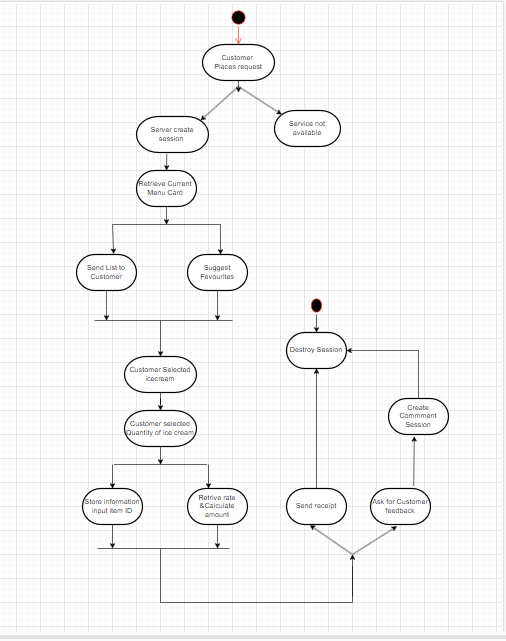 Customer
Places request
Server create
session
Service not
available
Retrieve Current
Menu Card
Send List to
Customer
Suggest
Fevourites
Destroy Session
Customer Selected
icecream
Customer selected
Quantity of ice cream
Create
Commment
Session
Store information
input item ID
Retrive rate
&Calculate
amount
Send receipt
Ask for Customer
feedback